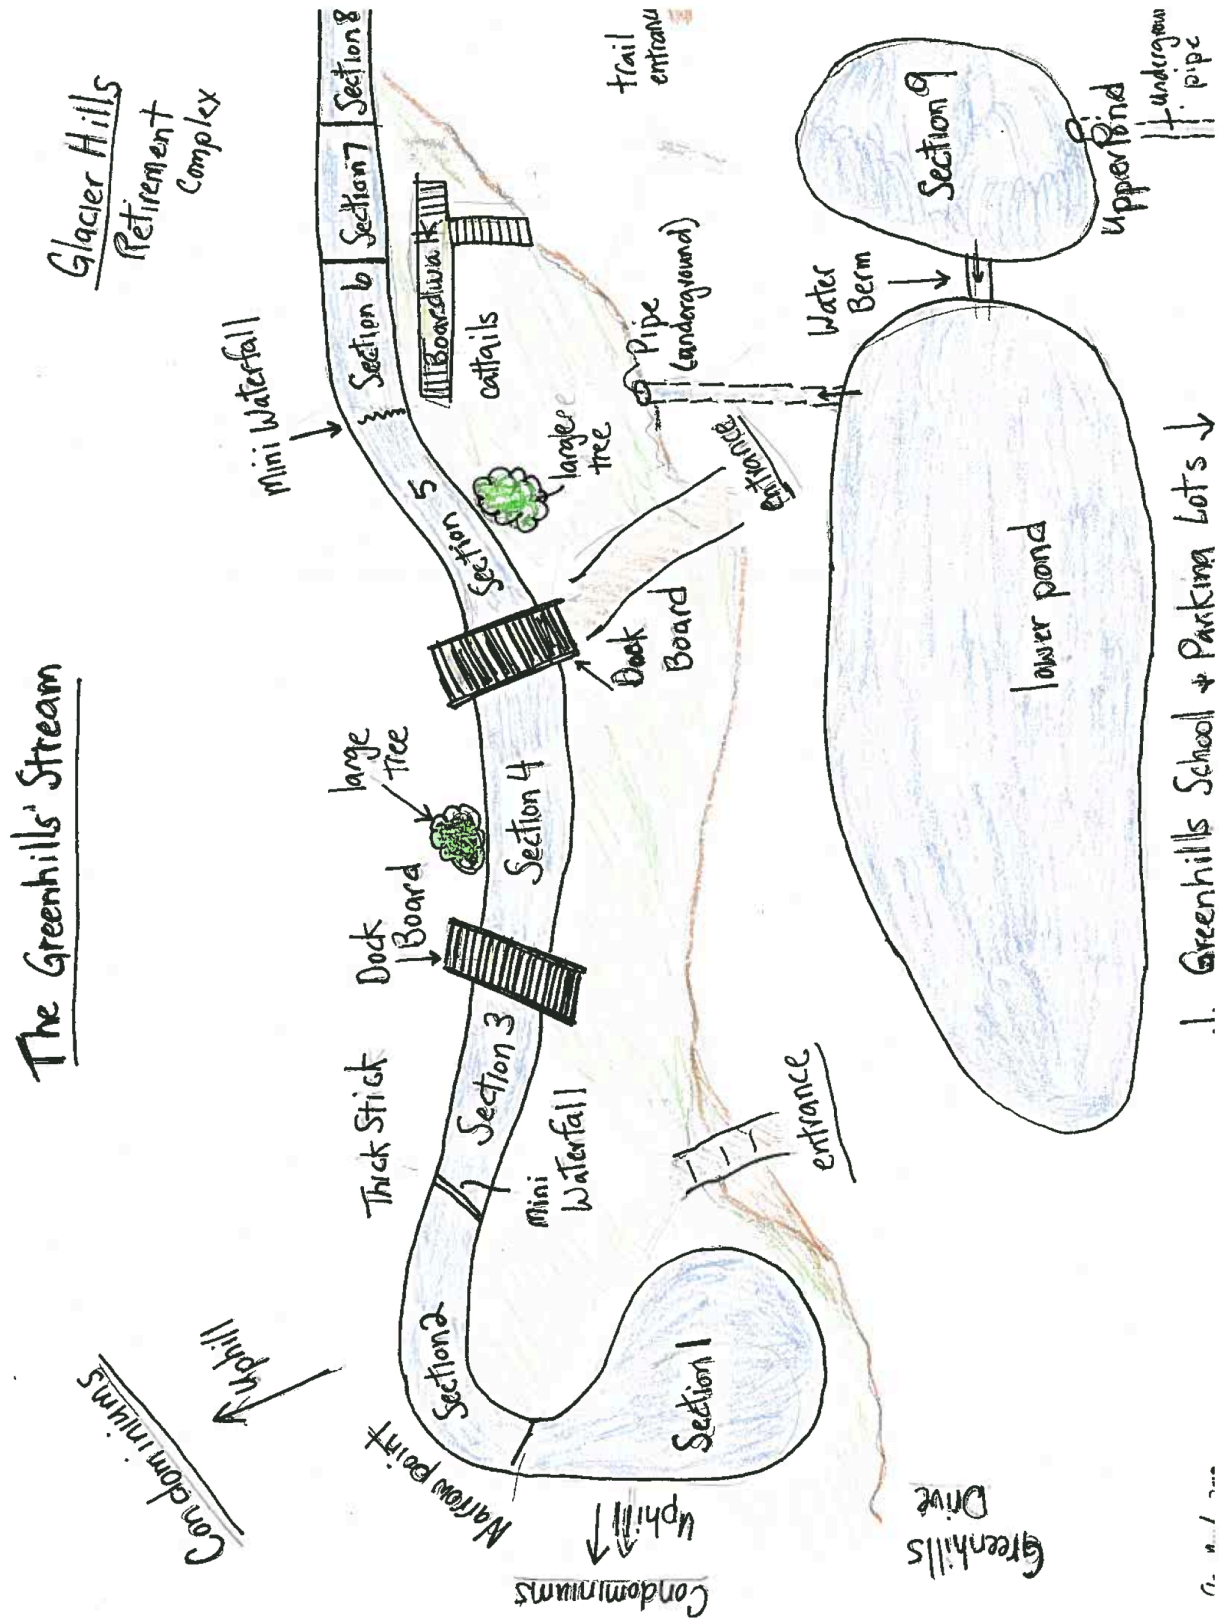 The Greenhills' Stream
Glacier Hills
Retirement
Complex
Condominiums
uphill
Narrow point
Section 2
Thick Stick
Mini
Waterfall
Section 3
Dock
Board
large
tree
Section 4
Dock
Board
Section 5
Mini Waterfall
large
tree
Section 6
Section 7
Section 8
Boardwalk
cattails
trail
Pipe
(underground)
entrance
entrance
Section 1
uphill
Condominiums
Greenhills
Drive
lower pond
Water
Berm
Section 9
Upper Pond
pipe
Greenhills School + Parking Lots